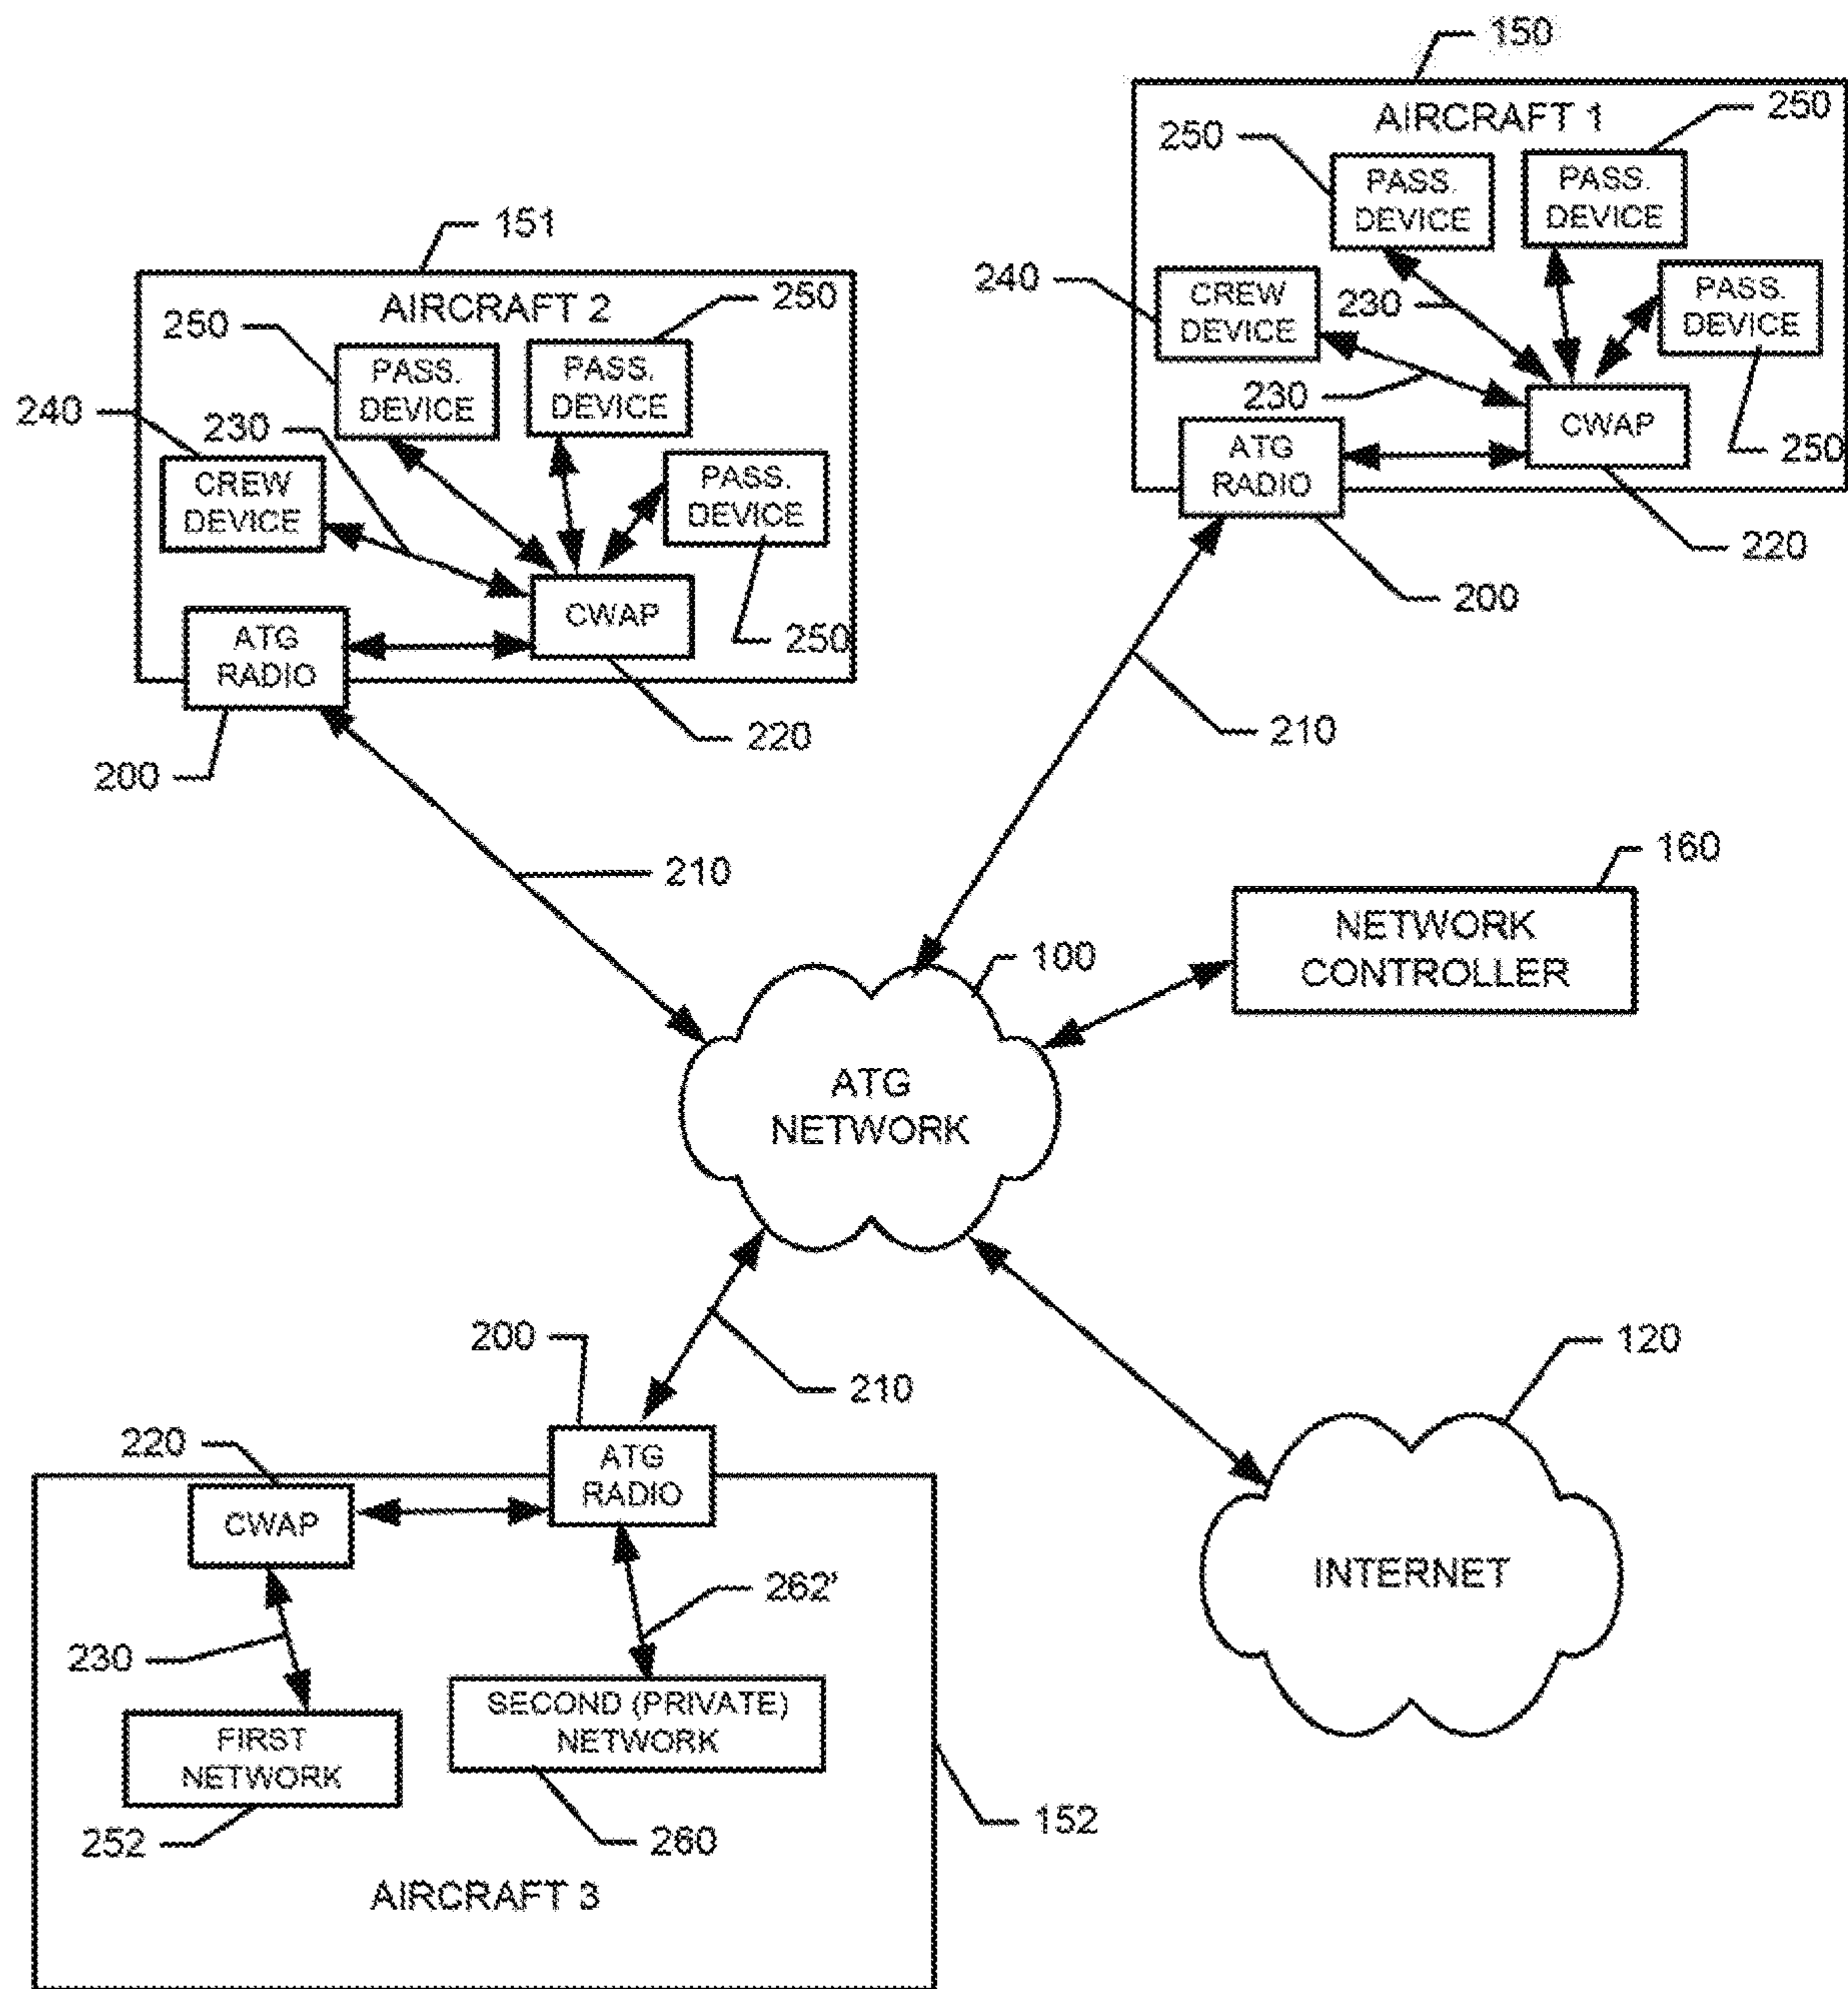 150
AIRCRAFT 1
250
250
PASS.
DEVICE
PASS.
DEVICE
240
CREW
DEVICE
230
PASS.
DEVICE
230
CWAP
250
ATG
RADIO
220
200
151
AIRCRAFT 2
250
250
PASS.
DEVICE
PASS.
DEVICE
240
230
CREW
DEVICE
PASS.
DEVICE
CWAP
250
ATG
RADIO
220
200
210
210
160
NETWORK
CONTROLLER
100
ATG
NETWORK
200
210
120
INTERNET
220
ATG
RADIO
CWAP
262'
230
SECOND (PRIVATE)
NETWORK
FIRST
NETWORK
252
260
152
AIRCRAFT 3